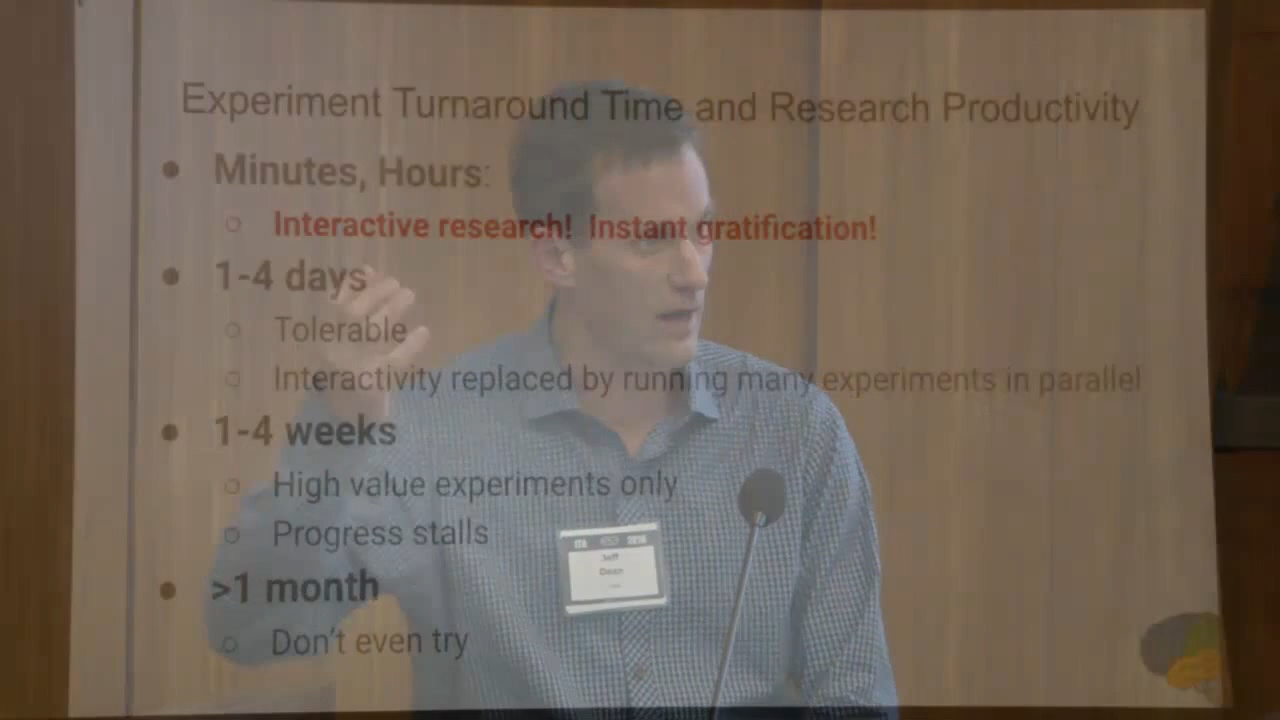 Experiment Turnaround Time and Research Productivity
● Minutes, Hours:
○ Interactive research! Instant gratification!
● 1-4 days
○ Tolerable
○ Interactivity replaced by running many experiments in parallel
● 1-4 weeks
○ High value experiments only
○ Progress stalls
● >1 month
○ Don't even try
Jeff
Dean